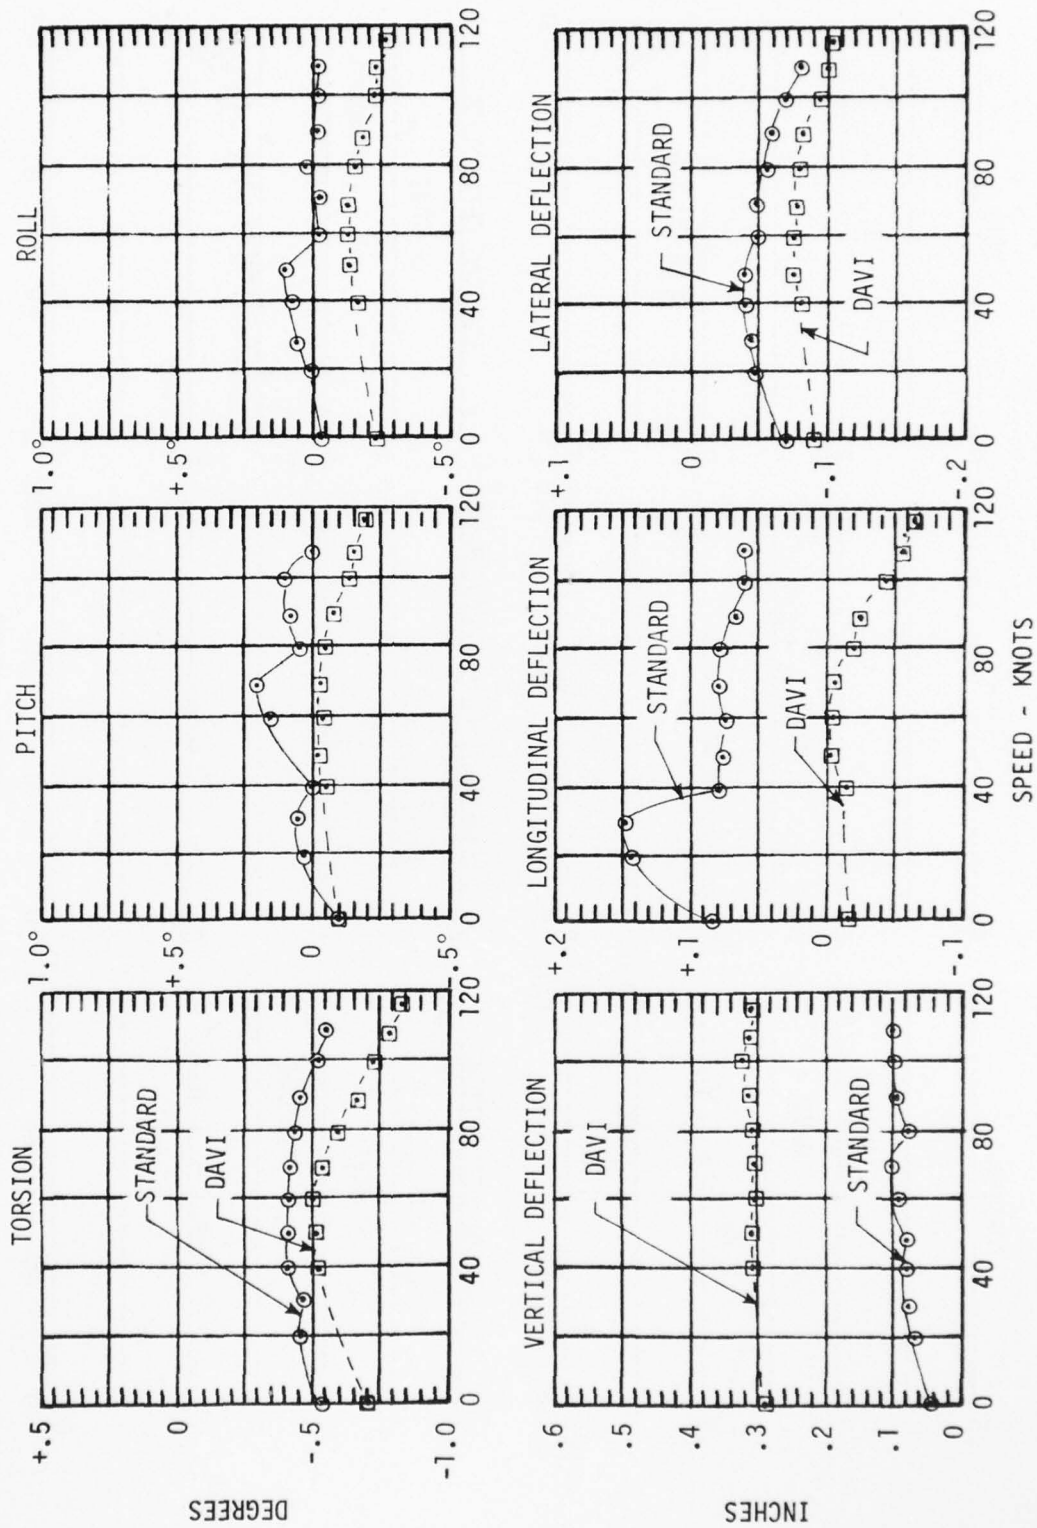 TORSION
+.5
0
-.5
-1.0
DEGREES
STANDARD
DAVI
0 40 80 120
PITCH
1.0°
+.5°
0
-.5°
0 40 80 120
ROLL
1.0°
+.5°
0
-.5°
0 40 80 120
VERTICAL DEFLECTION
.6
.5
.4
.3
.2
.1
0
INCHES
DAVI
STANDARD
0 40 80 120
LONGITUDINAL DEFLECTION
+.2
+.1
0
-.1
STANDARD
DAVI
0 40 80 120
LATERAL DEFLECTION
+.1
0
-.1
-.2
STANDARD
DAVI
0 40 80 120
SPEED - KNOTS